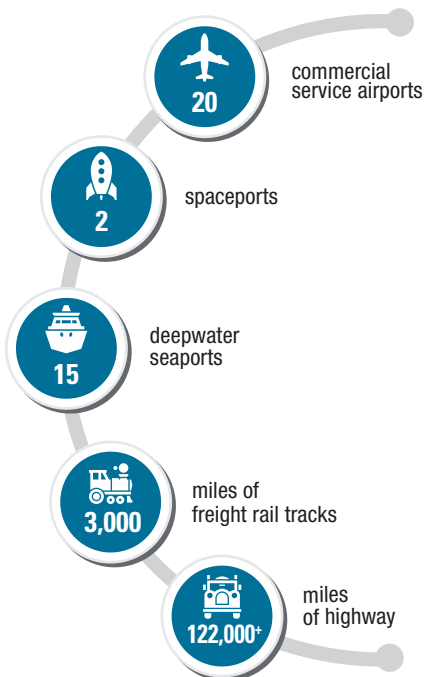 20
commercial
service airports
2
spaceports
15
deepwater
seaports
3,000
miles of
freight rail tracks
122,000+
miles
of highway